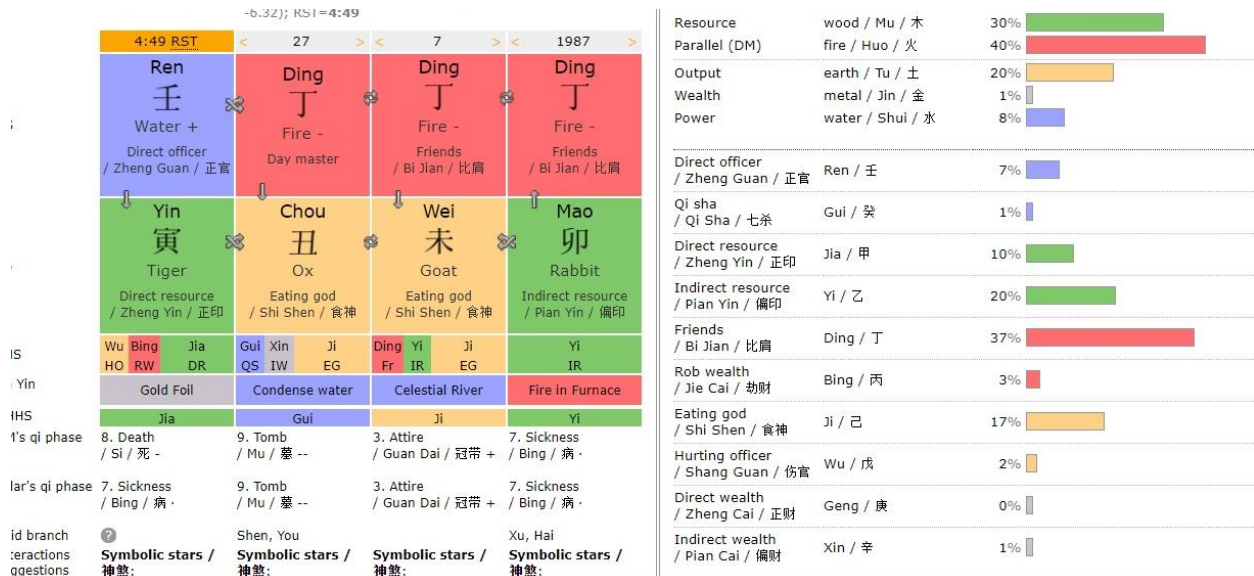 -6.32); RST=4:49
4:49 RST < 27 > < 7 > < 1987 >
Ren Ding Ding Ding
壬 丁 丁 丁
Water + Fire - Fire - Fire -
Direct officer / Zheng Guan / 正官 Day master Friends / Bi Jian / 比肩 Friends / Bi Jian / 比肩
Yin Chou Wei Mao
寅 丑 未 卯
Tiger Ox Goat Rabbit
Direct resource / Zheng Yin / 正印 Eating god / Shi Shen / 食神 Eating god / Shi Shen / 食神 Indirect resource / Pian Yin / 偏印
Wu Bing Jia Gui Xin Ji Ding Yi Ji Yi
HO RW DR QS IW EG Fr IR EG IR
Yin Gold Foil Condense water Celestial River Fire in Furnace
HHS Jia Gui Ji Yi
qi phase 8. Death 9. Tomb 3. Attire 7. Sickness
/ Si / 死 - / Mu / 墓 -- / Guan Dai / 冠带 + / Bing / 病 ·
lar's qi phase 7. Sickness 9. Tomb 3. Attire 7. Sickness
/ Bing / 病 · / Mu / 墓 -- / Guan Dai / 冠带 + / Bing / 病 ·
id branch ? Shen, You Xu, Hai
teractions Symbolic stars / Symbolic stars / Symbolic stars / Symbolic stars /
ggestions 神煞: 神煞: 神煞: 神煞:
Resource wood / Mu / 木 30%
Parallel (DM) fire / Huo / 火 40%
Output earth / Tu / 土 20%
Wealth metal / Jin / 金 1%
Power water / Shui / 水 8%
Direct officer
/ Zheng Guan / 正官 Ren / 壬 7%
Qi sha
/ Qi Sha / 七杀 Gui / 癸 1%
Direct resource
/ Zheng Yin / 正印 Jia / 甲 10%
Indirect resource
/ Pian Yin / 偏印 Yi / 乙 20%
Friends
/ Bi Jian / 比肩 Ding / 丁 37%
Rob wealth
/ Jie Cai / 劫财 Bing / 丙 3%
Eating god
/ Shi Shen / 食神 Ji / 己 17%
Hurting officer
/ Shang Guan / 伤官 Wu / 戊 2%
Direct wealth
/ Zheng Cai / 正财 Geng / 庚 0%
Indirect wealth
/ Pian Cai / 偏财 Xin / 辛 1%